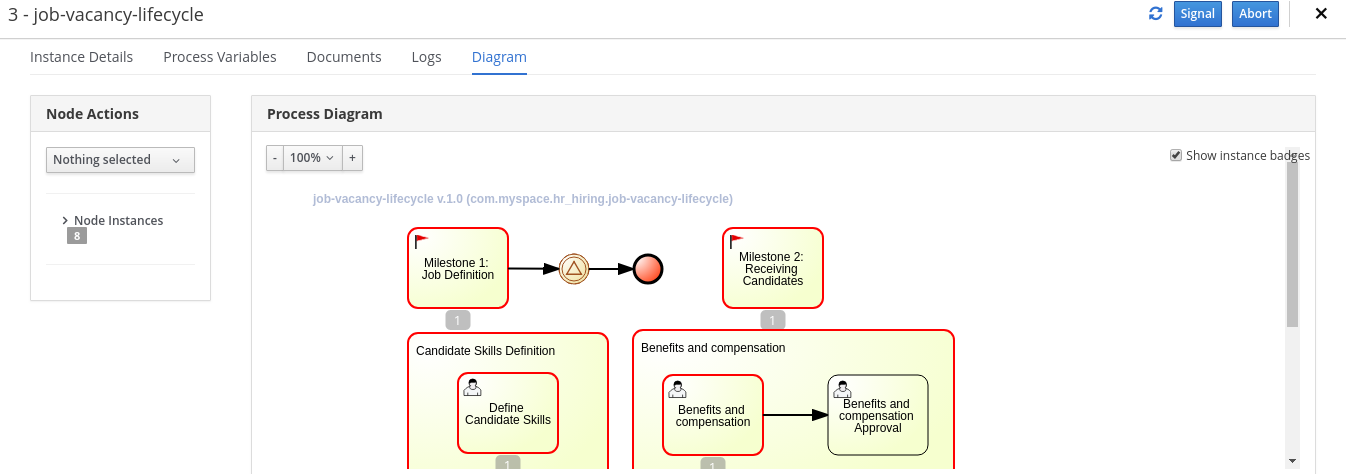 3 - job-vacancy-lifecycle
Signal
Abort
Instance Details
Process Variables
Documents
Logs
Diagram
Node Actions
Nothing selected
Node Instances
8
Process Diagram
-
100%
+
Show instance badges
job-vacancy-lifecycle v.1.0 (com.myspace.hr_hiring.job-vacancy-lifecycle)
Milestone 1:
Job Definition
1
Milestone 2:
Receiving
Candidates
1
Candidate Skills Definition
Define
Candidate Skills
1
Benefits and compensation
Benefits and
compensation
1
Benefits and
compensation
Approval